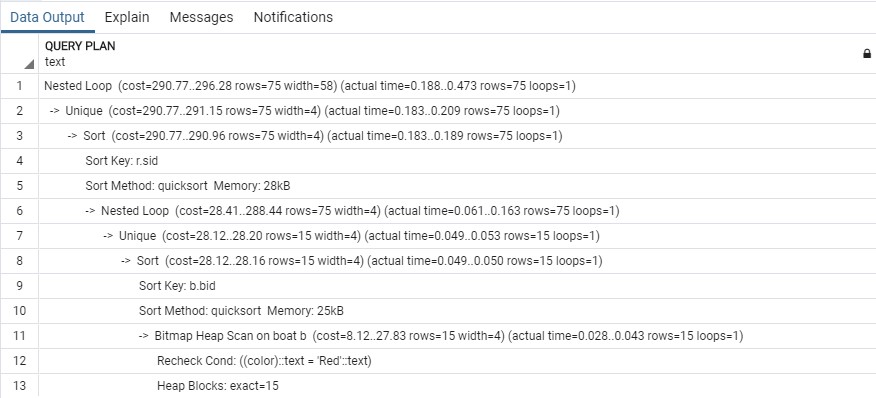 Data Output Explain Messages Notifications
QUERY PLAN
text
1 Nested Loop (cost=290.77..296.28 rows=75 width=58) (actual time=0.188..0.473 rows=75 loops=1)
2 -> Unique (cost=290.77..291.15 rows=75 width=4) (actual time=0.183..0.209 rows=75 loops=1)
3 -> Sort (cost=290.77..290.96 rows=75 width=4) (actual time=0.183..0.189 rows=75 loops=1)
4 Sort Key: r.sid
5 Sort Method: quicksort Memory: 28kB
6 -> Nested Loop (cost=28.41..288.44 rows=75 width=4) (actual time=0.061..0.163 rows=75 loops=1)
7 -> Unique (cost=28.12..28.20 rows=15 width=4) (actual time=0.049..0.053 rows=15 loops=1)
8 -> Sort (cost=28.12..28.16 rows=15 width=4) (actual time=0.049..0.050 rows=15 loops=1)
9 Sort Key: b.bid
10 Sort Method: quicksort Memory: 25kB
11 -> Bitmap Heap Scan on boat b (cost=8.12..27.83 rows=15 width=4) (actual time=0.028..0.043 rows=15 loops=1)
12 Recheck Cond: ((color)::text = 'Red'::text)
13 Heap Blocks: exact=15